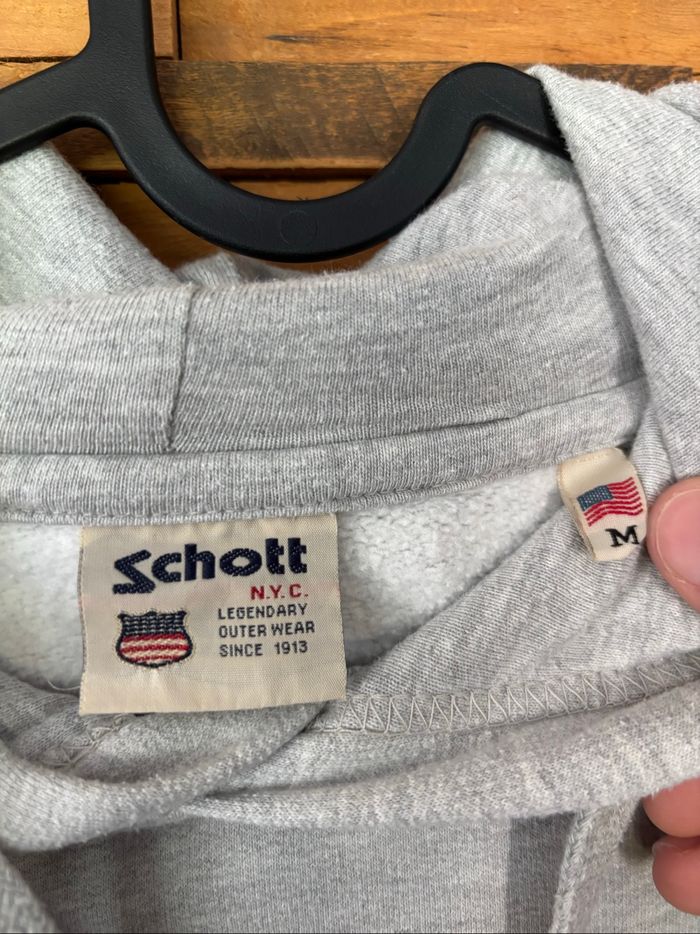 Schott
N.Y.C.
LEGENDARY
OUTER WEAR
SINCE 1913
M